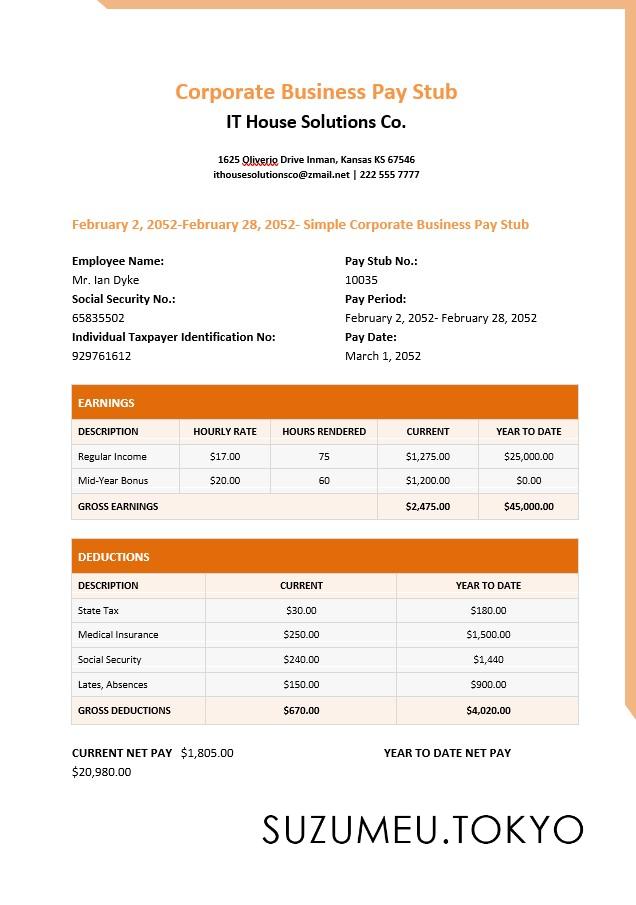 Corporate Business Pay Stub
IT House Solutions Co.
1625 Oliverio Drive Inman, Kansas KS 67546
ithousesolutionsco@zmail.net | 222 555 7777
February 2, 2052-February 28, 2052- Simple Corporate Business Pay Stub
Employee Name: Pay Stub No.:
Mr. Ian Dyke 10035
Social Security No.: Pay Period:
65835502 February 2, 2052- February 28, 2052
Individual Taxpayer Identification No: Pay Date:
929761612 March 1, 2052
EARNINGS
DESCRIPTION HOURLY RATE HOURS RENDERED CURRENT YEAR TO DATE
Regular Income $17.00 75 $1,275.00 $25,000.00
Mid-Year Bonus $20.00 60 $1,200.00 $0.00
GROSS EARNINGS $2,475.00 $45,000.00
DEDUCTIONS
DESCRIPTION CURRENT YEAR TO DATE
State Tax $30.00 $180.00
Medical Insurance $250.00 $1,500.00
Social Security $240.00 $1,440
Lates, Absences $150.00 $900.00
GROSS DEDUCTIONS $670.00 $4,020.00
CURRENT NET PAY $1,805.00 YEAR TO DATE NET PAY
$20,980.00
SUZUMEU.TOKYO